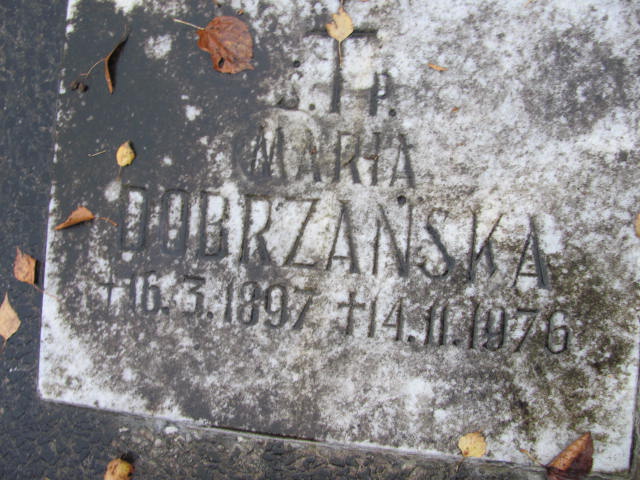 Ś. † P.
MARIA
DOBRZAŃSKA
†16.3.1897 †14.11.1976